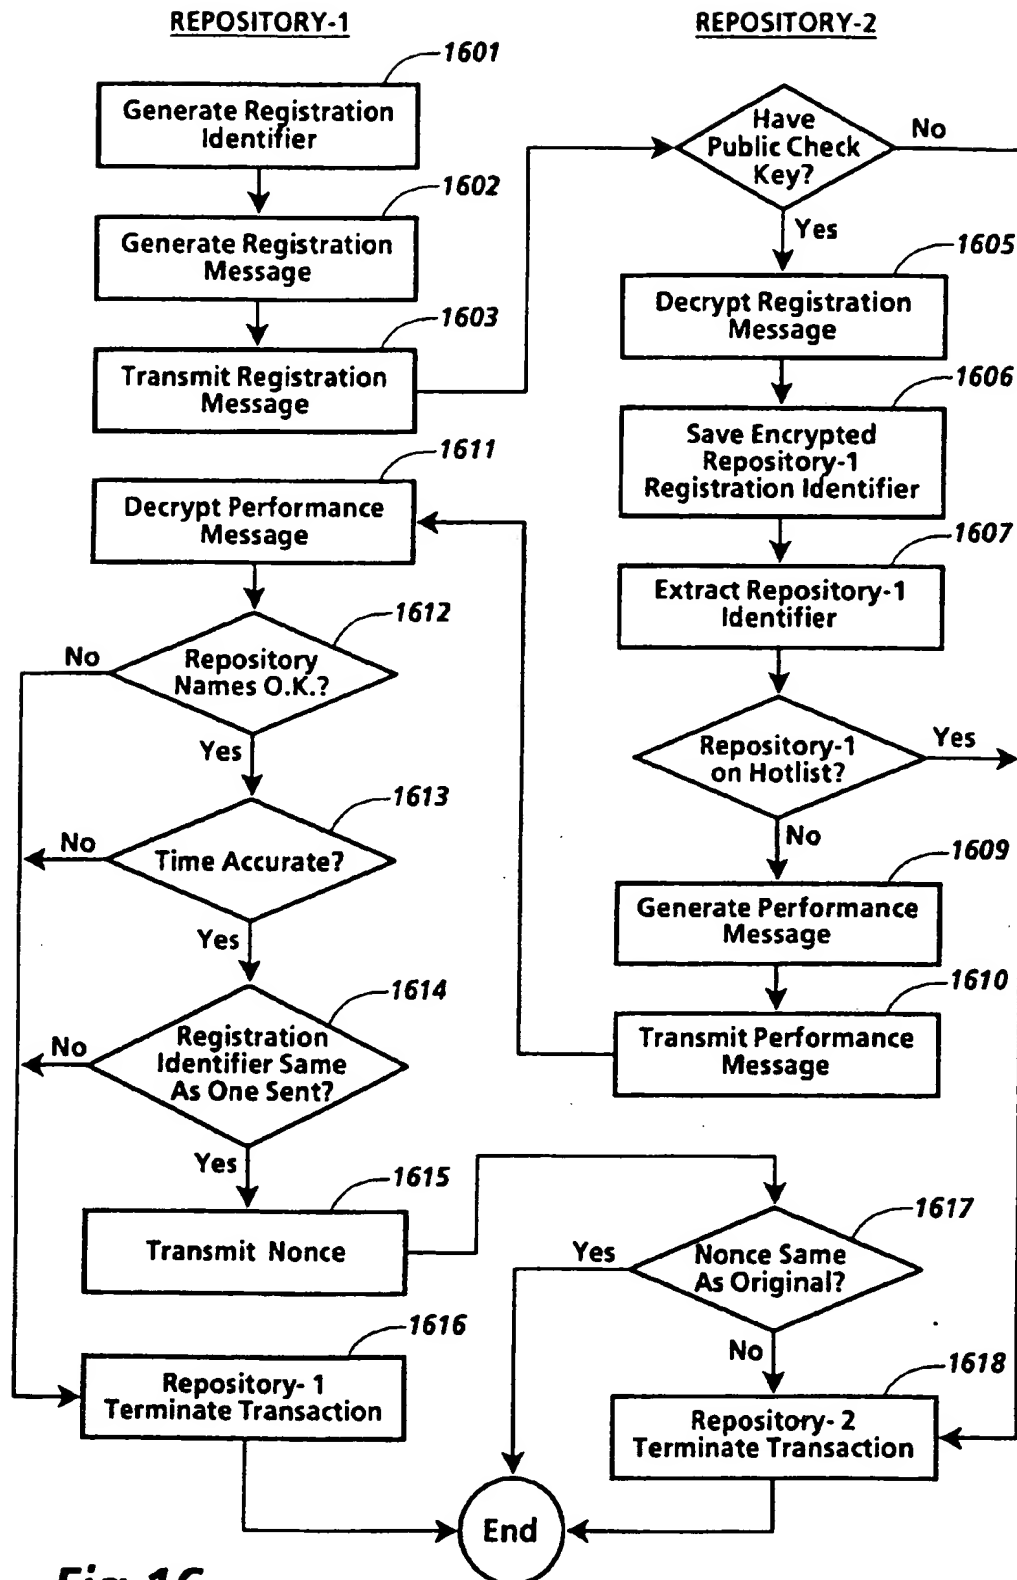 REPOSITORY-1
1601
Generate Registration
Identifier
1602
Generate Registration
Message
1603
Transmit Registration
Message
1611
Decrypt Performance
Message
1612
No
Repository
Names O.K.?
Yes
1613
No
Time Accurate?
Yes
1614
No
Registration
Identifier Same
As One Sent?
Yes
1615
Transmit Nonce
1616
Repository- 1
Terminate Transaction
REPOSITORY-2
Have
Public Check
Key?
No
Yes
1605
Decrypt Registration
Message
1606
Save Encrypted
Repository-1
Registration Identifier
1607
Extract Repository-1
Identifier
Repository-1
on Hotlist?
Yes
No
1609
Generate Performance
Message
1610
Transmit Performance
Message
1617
Yes
Nonce Same
As Original?
No
1618
Repository- 2
Terminate Transaction
End
Fig.16